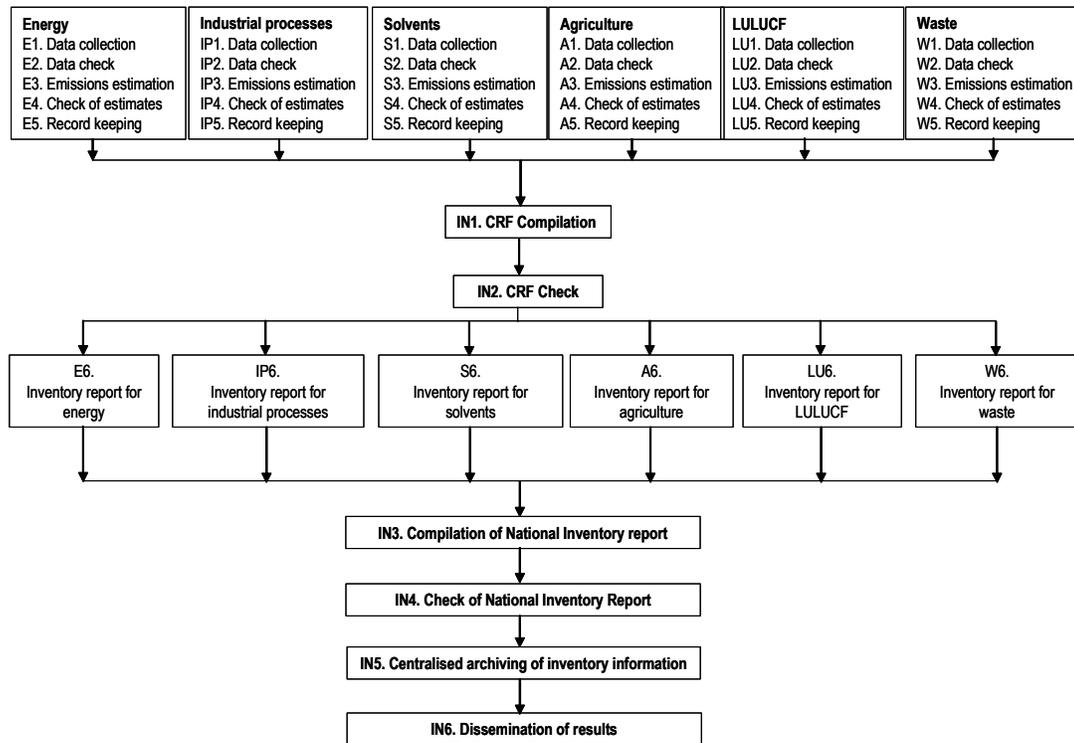 Energy
E1. Data collection
E2. Data check
E3. Emissions estimation
E4. Check of estimates
E5. Record keeping
Industrial processes
IP1. Data collection
IP2. Data check
IP3. Emissions estimation
IP4. Check of estimates
IP5. Record keeping
Solvents
S1. Data collection
S2. Data check
S3. Emissions estimation
S4. Check of estimates
S5. Record keeping
Agriculture
A1. Data collection
A2. Data check
A3. Emissions estimation
A4. Check of estimates
A5. Record keeping
LULUCF
LU1. Data collection
LU2. Data check
LU3. Emissions estimation
LU4. Check of estimates
LU5. Record keeping
Waste
W1. Data collection
W2. Data check
W3. Emissions estimation
W4. Check of estimates
W5. Record keeping
IN1. CRF Compilation
IN2. CRF Check
E6.
Inventory report for
energy
IP6.
Inventory report for
industrial processes
S6.
Inventory report for
solvents
A6.
Inventory report for
agriculture
LU6.
Inventory report for
LULUCF
W6.
Inventory report for
waste
IN3. Compilation of National Inventory report
IN4. Check of National Inventory Report
IN5. Centralised archiving of inventory information
IN6. Dissemination of results